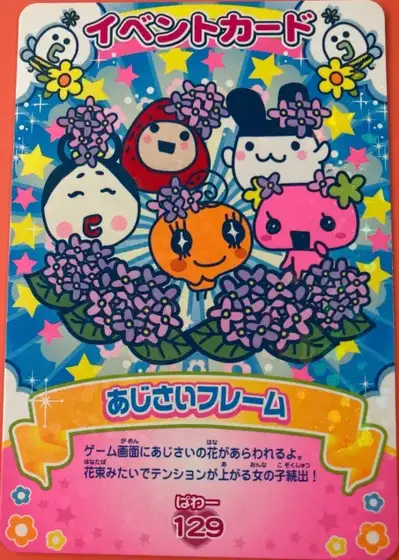 イベントカード
あじさいフレーム
ゲーム画面にあじさいの花があらわれるよ。
花束みたいでテンションが上がる女の子続出！
ぱわー
129